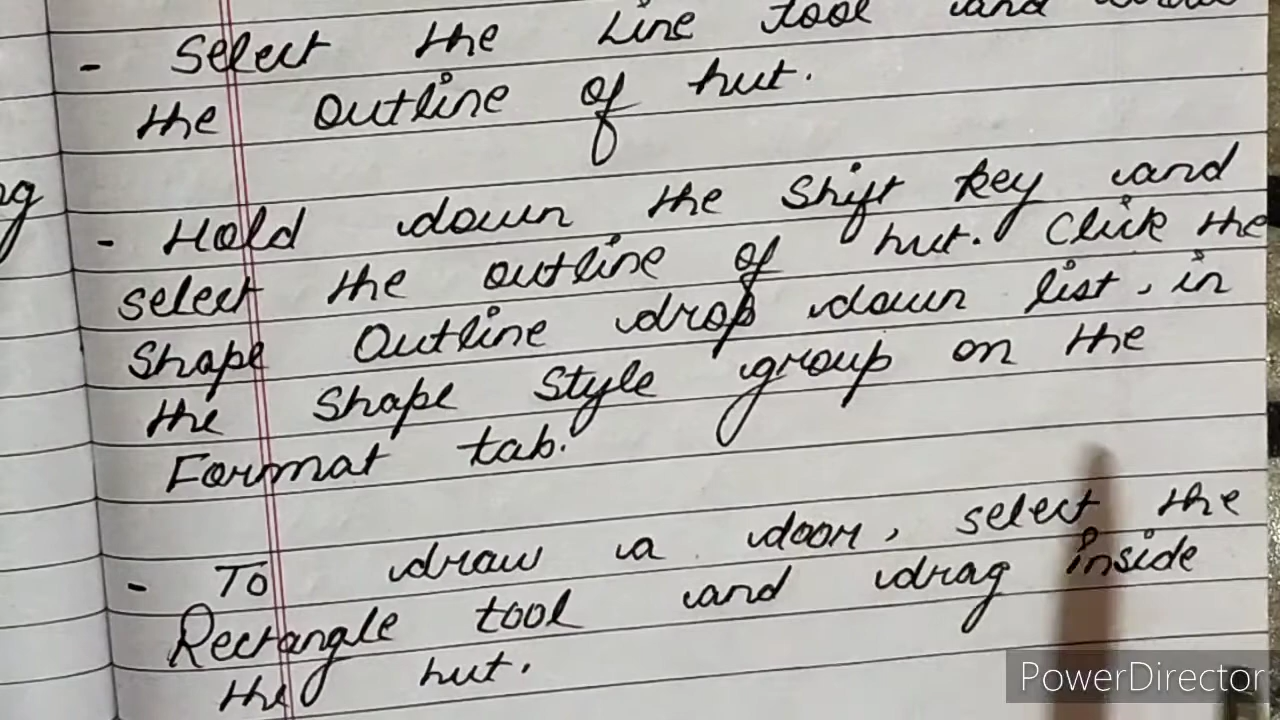 - Select the Line tool and
the outline of hut.
- Hold down the Shift key and
select the outline of hut. Click the
Shape Outline drop down list, in
the Shape Style group on the
Format tab.
- To draw a door, select the
Rectangle tool and drag inside
the hut.
PowerDirector